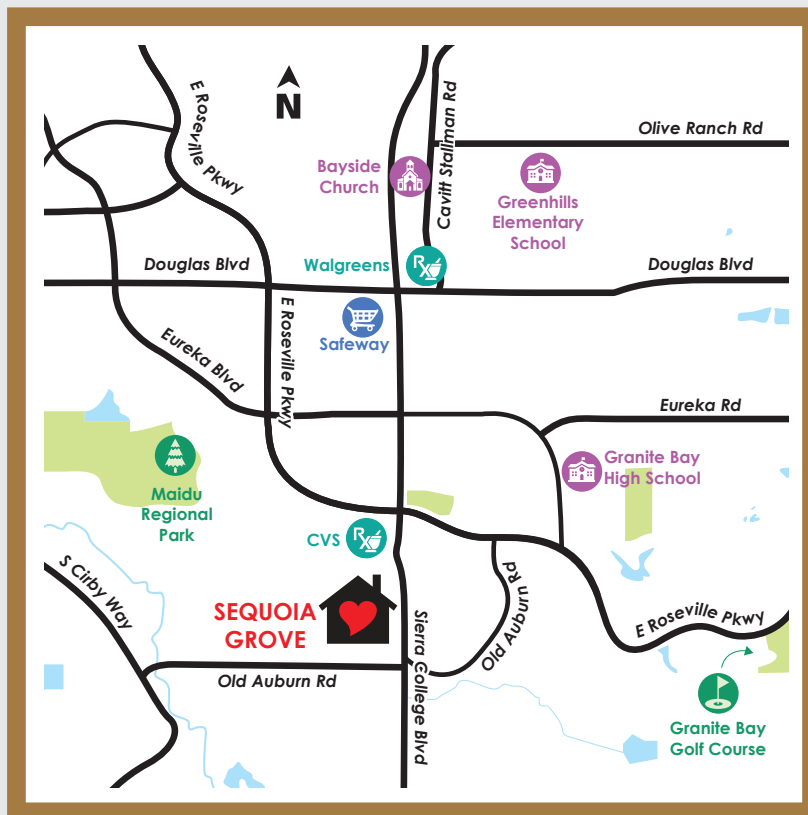 E Roseville Pkwy
N
Cavitt Stallman Rd
Olive Ranch Rd
Bayside
Church
Greenhills
Elementary
School
Douglas Blvd
Walgreens
Rx
Douglas Blvd
Safeway
E Roseville Pkwy
Eureka Blvd
Eureka Rd
Granite Bay
High School
Maidu
Regional
Park
CVS
Rx
S Cirby Way
SEQUOIA
GROVE
Sierra College Blvd
Old Auburn Rd
E Roseville Pkwy
Old Auburn Rd
Granite Bay
Golf Course